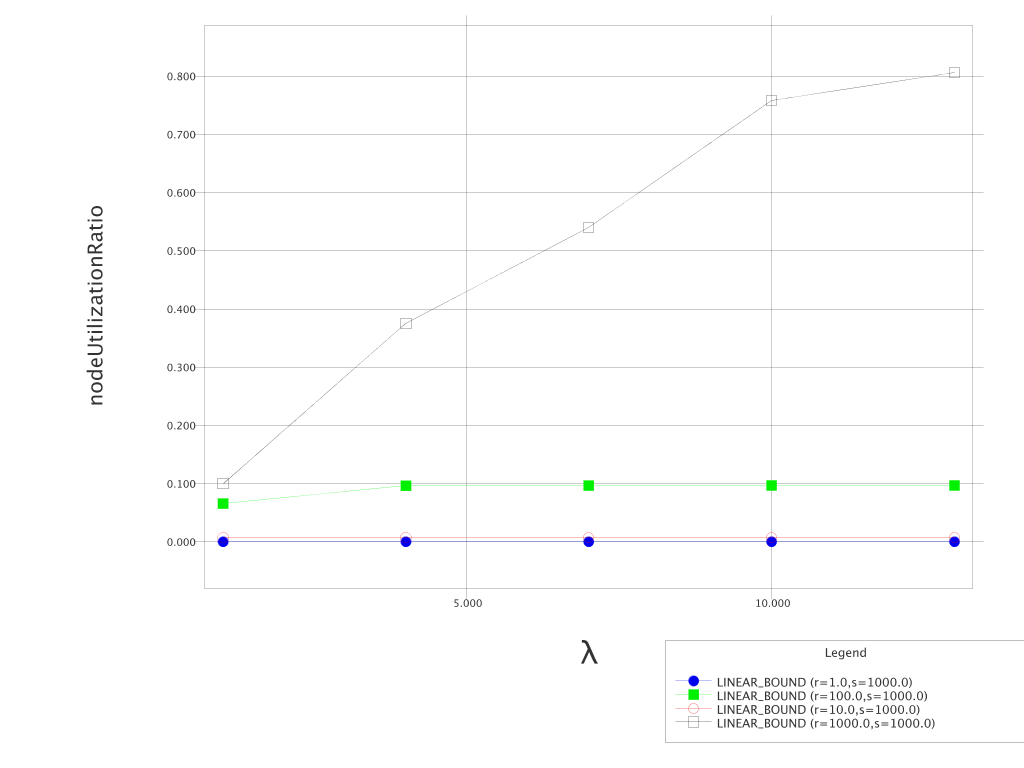 nodeUtilizationRatio
0.800
0.700
0.600
0.500
0.400
0.300
0.200
0.100
0.000
5.000 10.000
λ
Legend
LINEAR_BOUND (r=1.0,s=1000.0)
LINEAR_BOUND (r=100.0,s=1000.0)
LINEAR_BOUND (r=10.0,s=1000.0)
LINEAR_BOUND (r=1000.0,s=1000.0)